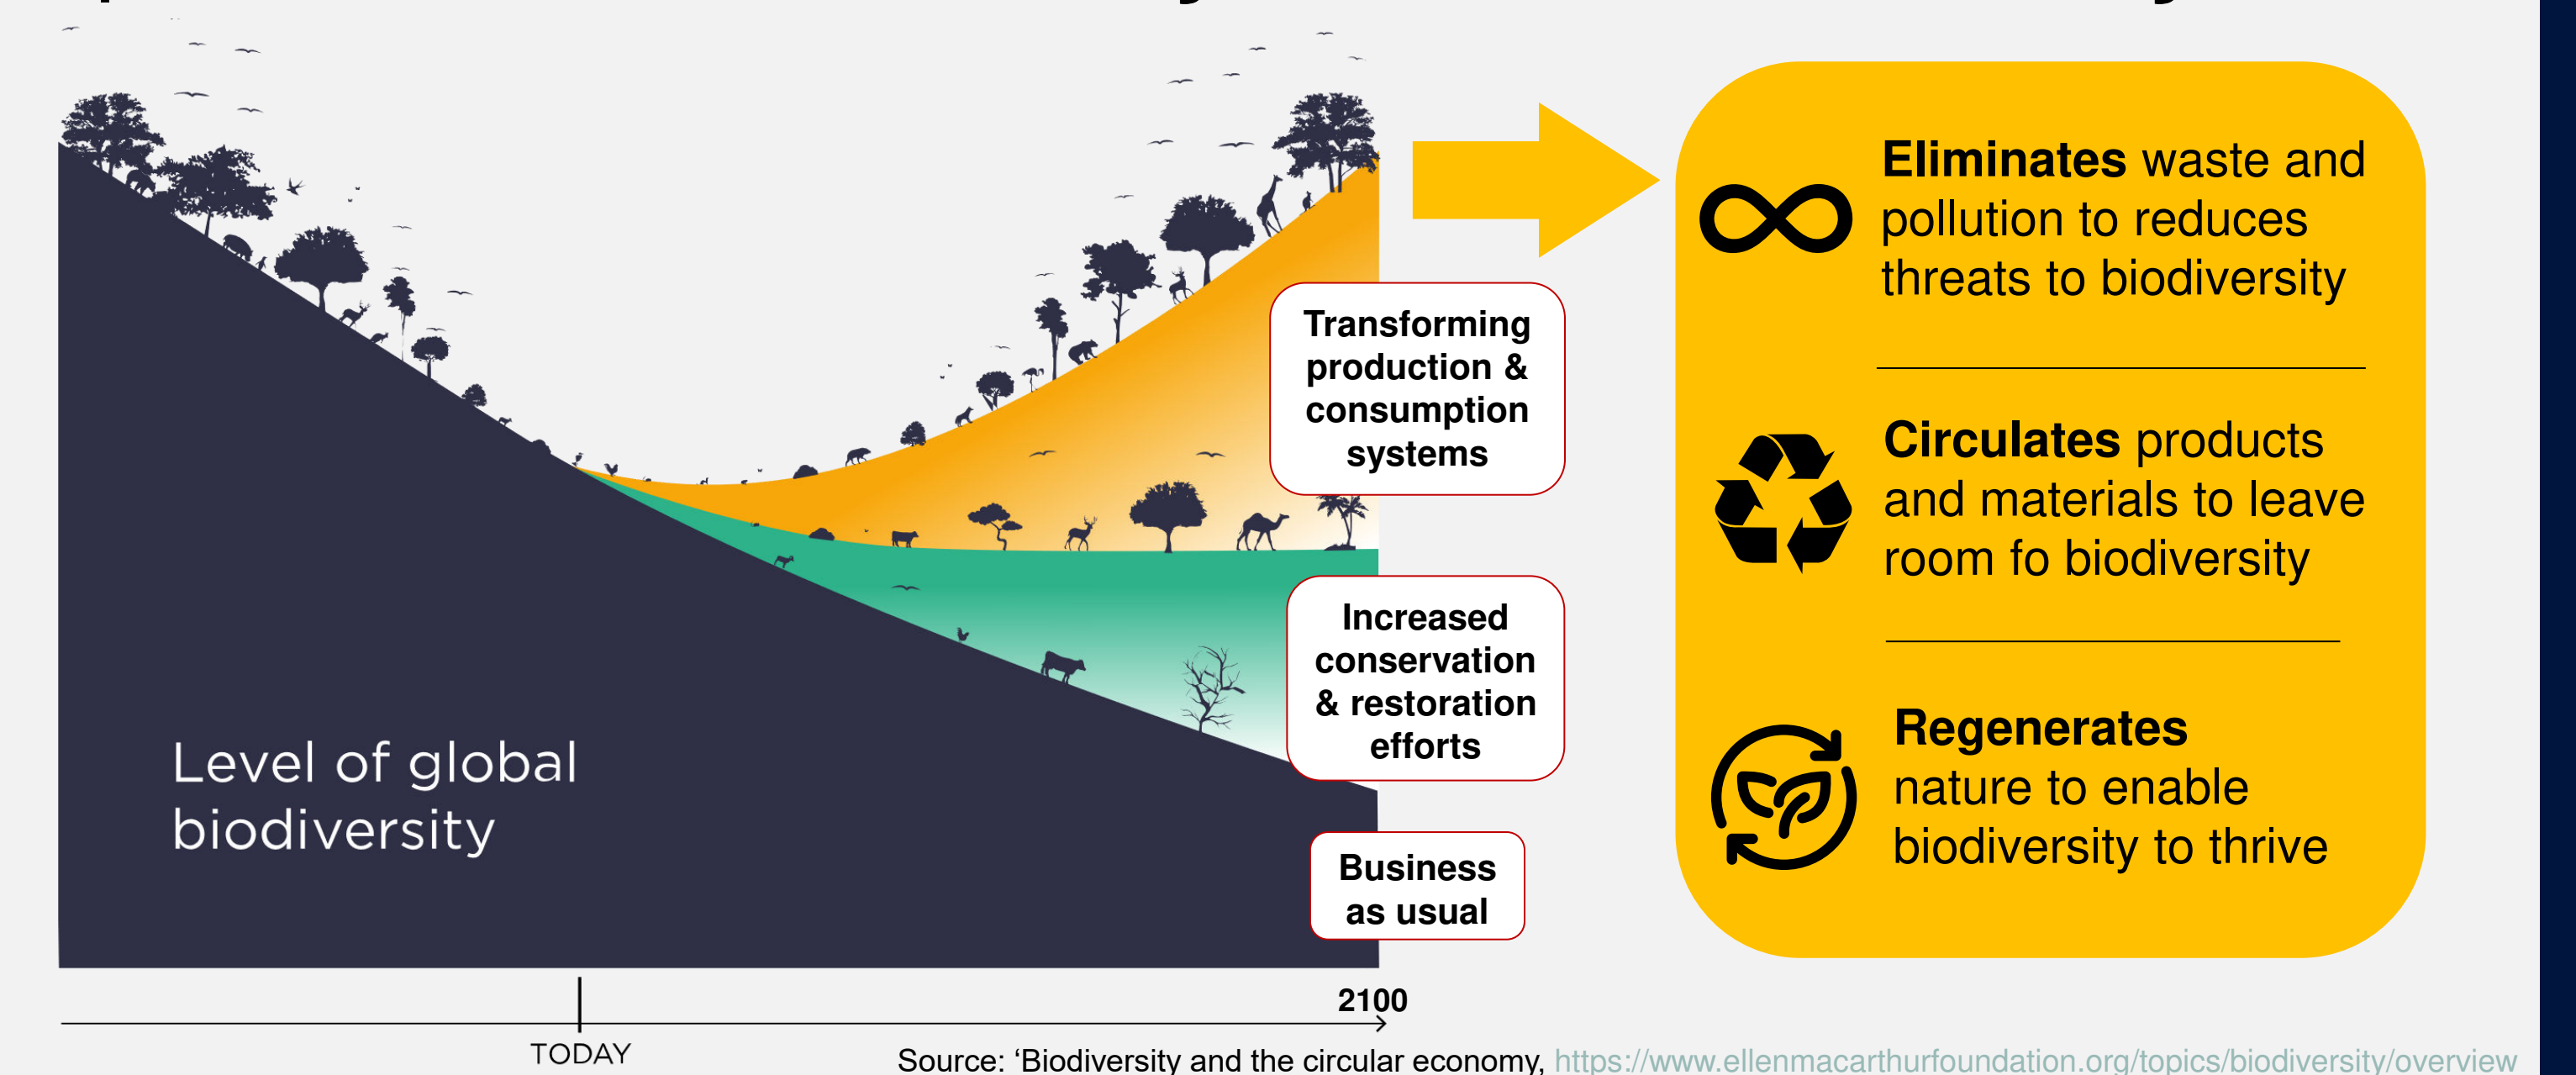 Transforming
production &
consumption
systems
Increased
conservation
& restoration
efforts
Business
as usual
Level of global
biodiversity
2100
TODAY
Eliminates waste and
pollution to reduces
threats to biodiversity
Circulates products
and materials to leave
room fo biodiversity
Regenerates
nature to enable
biodiversity to thrive
Source: ‘Biodiversity and the circular economy, https://www.ellenmacarthurfoundation.org/topics/biodiversity/overview